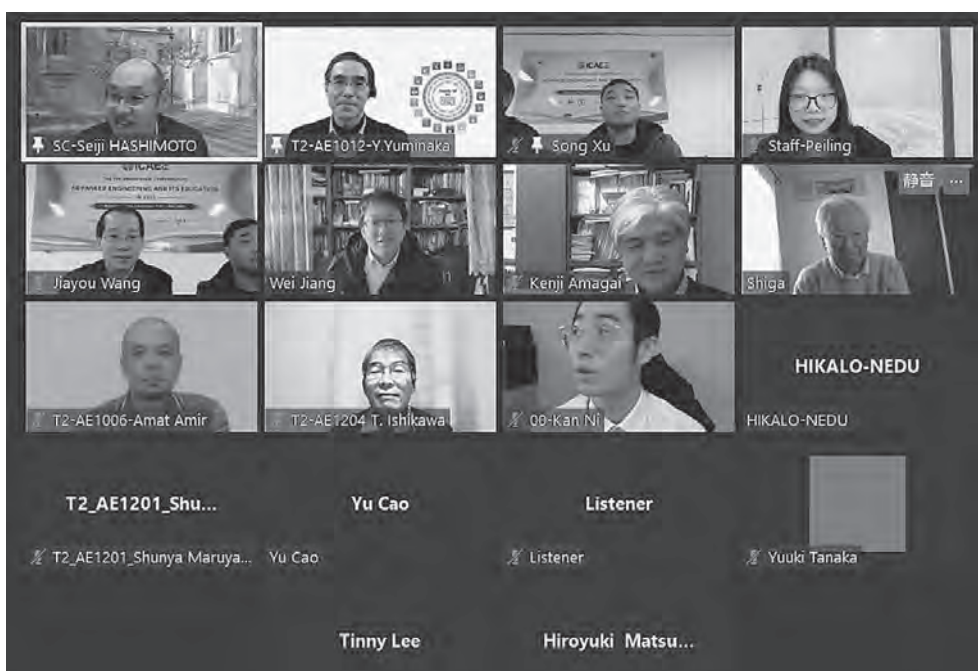 SC-Seiji HASHIMOTO
T2-AE1012-Y.Yuminaka
Song Xu
Staff-Peiling
Jiayou Wang
Wei Jiang
Kenji Amagai
静音 ...
Shiga
T2-AE1006-Amat Amir
T2-AE1204 T. Ishikawa
00-Kan Ni
HIKALO-NEDU
HIKALO-NEDU
T2_AE1201_Shu...
T2_AE1201_Shunya Maruya...
Yu Cao
Yu Cao
Listener
Listener
Yuuki Tanaka
Tinny Lee
Hiroyuki Matsu...